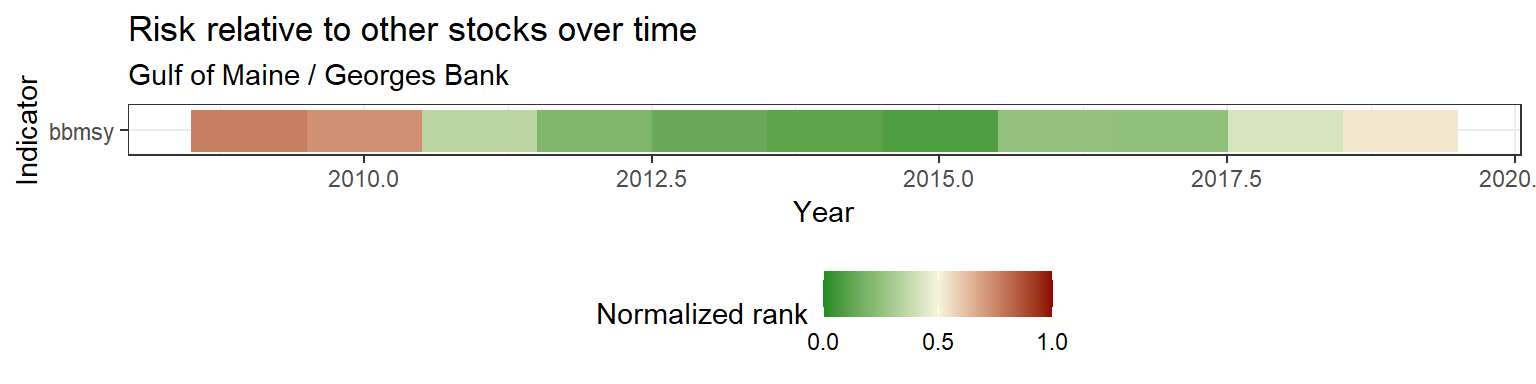 Risk relative to other stocks over time
Gulf of Maine / Georges Bank
Indicator
bbmsy
2010.0 2012.5 2015.0 2017.5 2020.
Year
Normalized rank
0.0 0.5 1.0